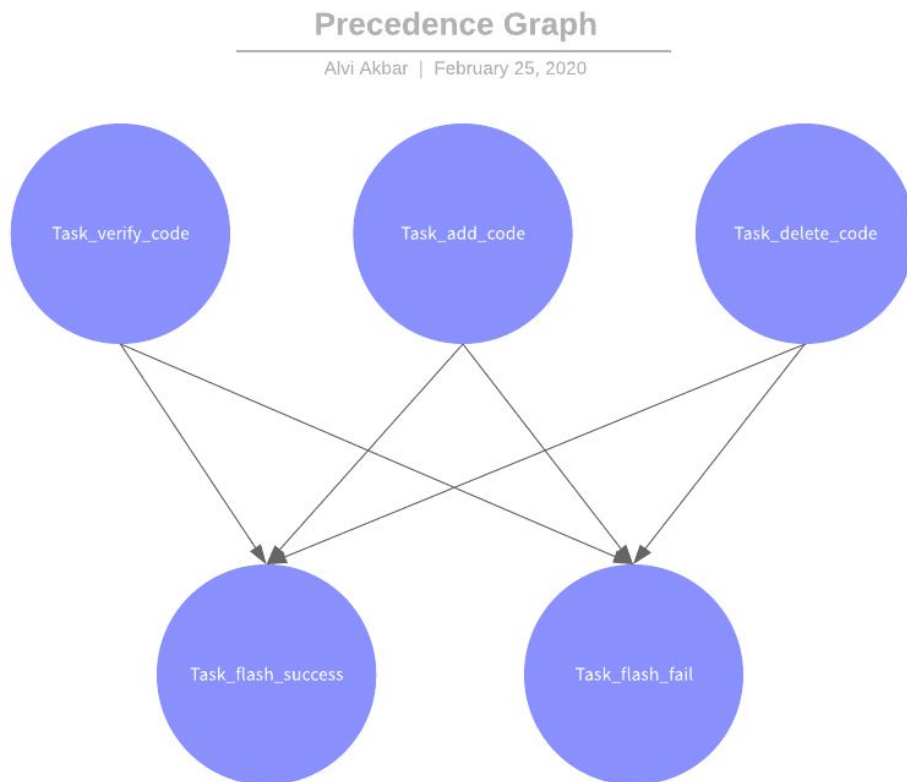 Precedence Graph
Alvi Akbar | February 25, 2020
Task_verify_code
Task_add_code
Task_delete_code
Task_flash_success
Task_flash_fail